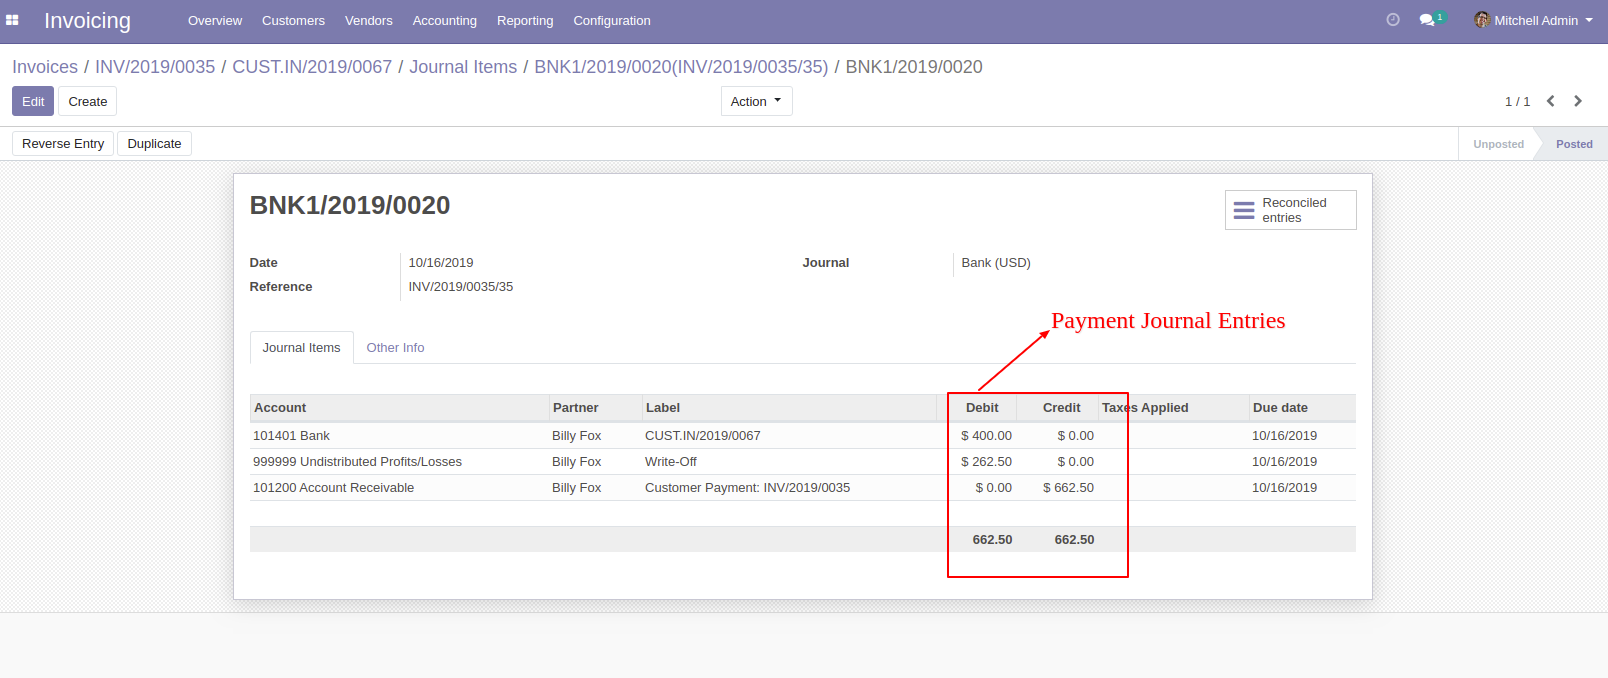 Invoicing Overview Customers Vendors Accounting Reporting Configuration 1 Mitchell Admin
Invoices / INV/2019/0035 / CUST.IN/2019/0067 / Journal Items / BNK1/2019/0020(INV/2019/0035/35) / BNK1/2019/0020
Edit Create Action 1 / 1
Reverse Entry Duplicate Unposted Posted
BNK1/2019/0020
Reconciled
entries
Date 10/16/2019 Journal Bank (USD)
Reference INV/2019/0035/35
Payment Journal Entries
Journal Items Other Info
Account Partner Label Debit Credit Taxes Applied Due date
101401 Bank Billy Fox CUST.IN/2019/0067 $ 400.00 $ 0.00 10/16/2019
999999 Undistributed Profits/Losses Billy Fox Write-Off $ 262.50 $ 0.00 10/16/2019
101200 Account Receivable Billy Fox Customer Payment: INV/2019/0035 $ 0.00 $ 662.50 10/16/2019
662.50 662.50